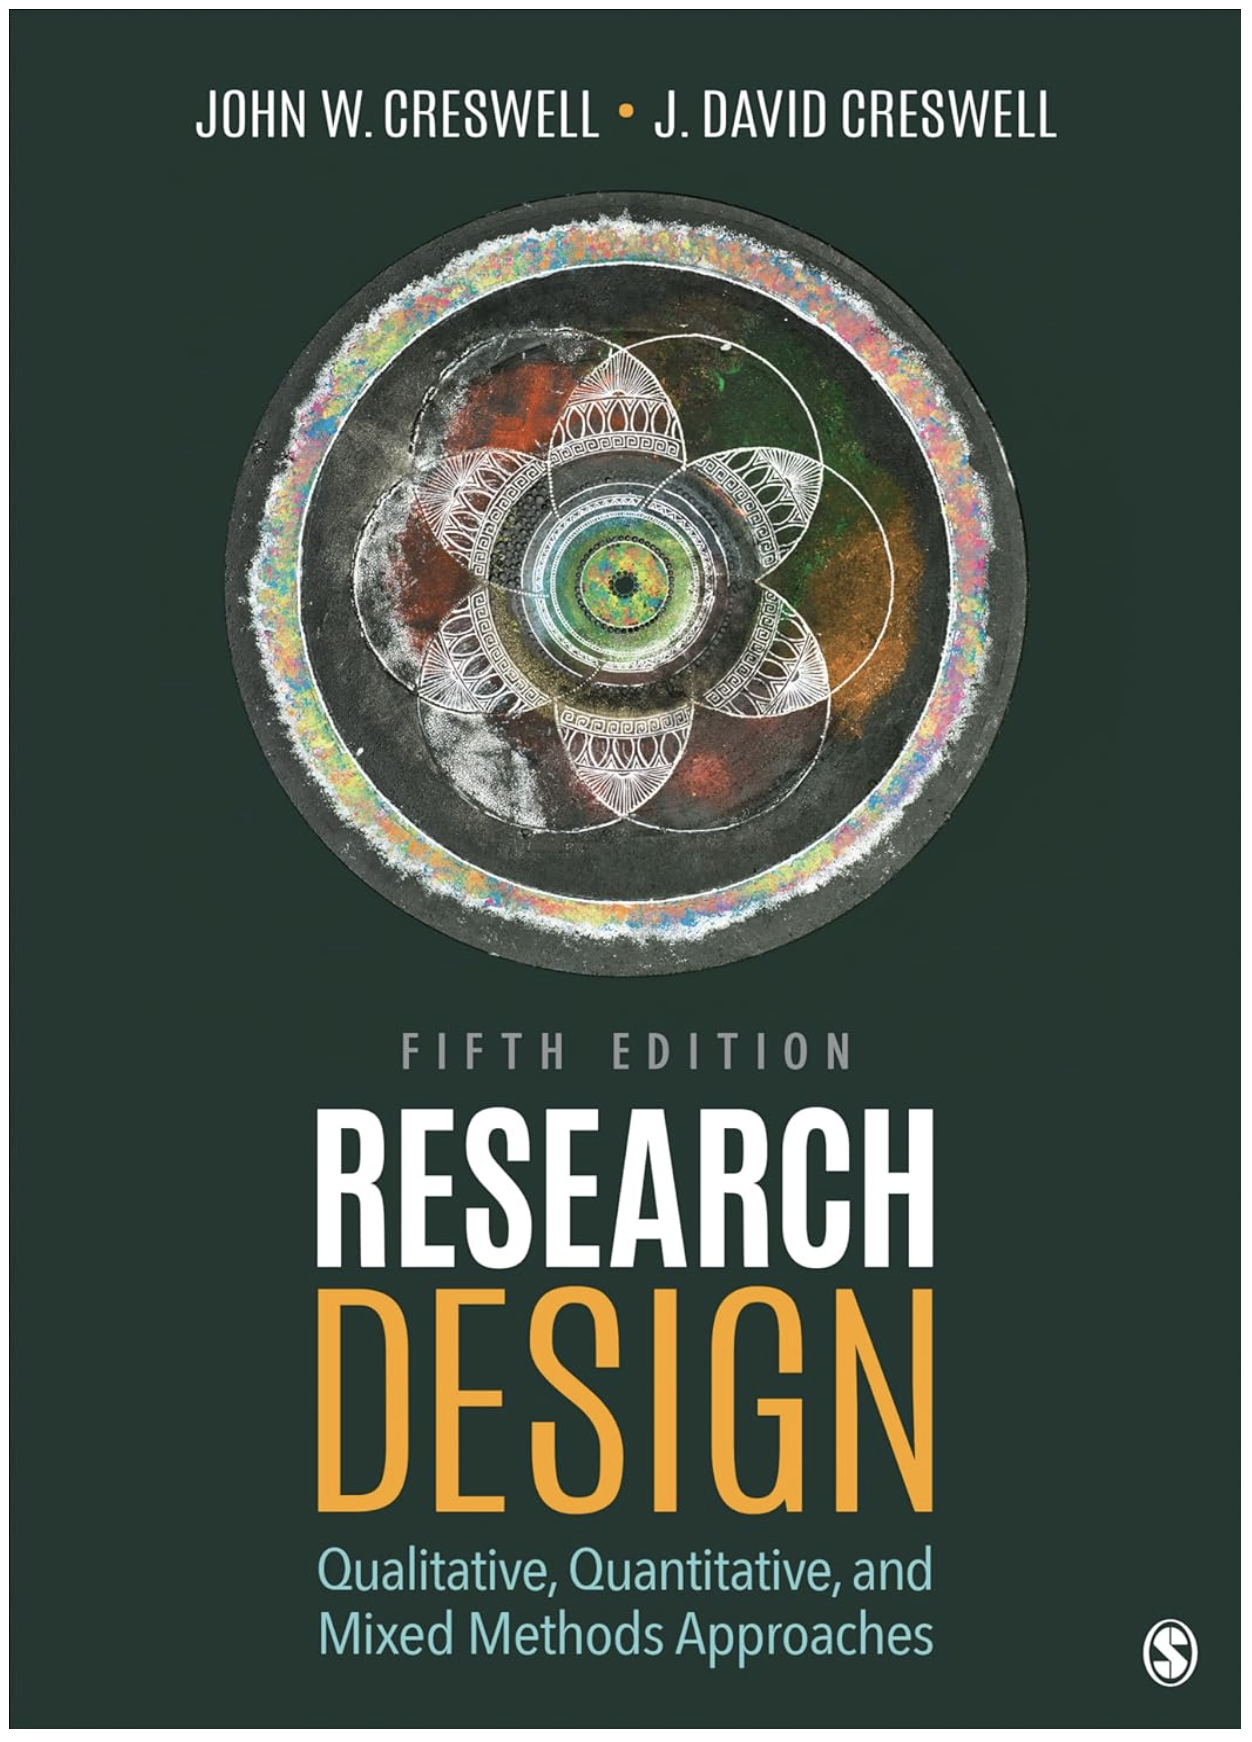 JOHN W. CRESWELL • J. DAVID CRESWELL
FIFTH EDITION
RESEARCH
DESIGN
Qualitative, Quantitative, and
Mixed Methods Approaches